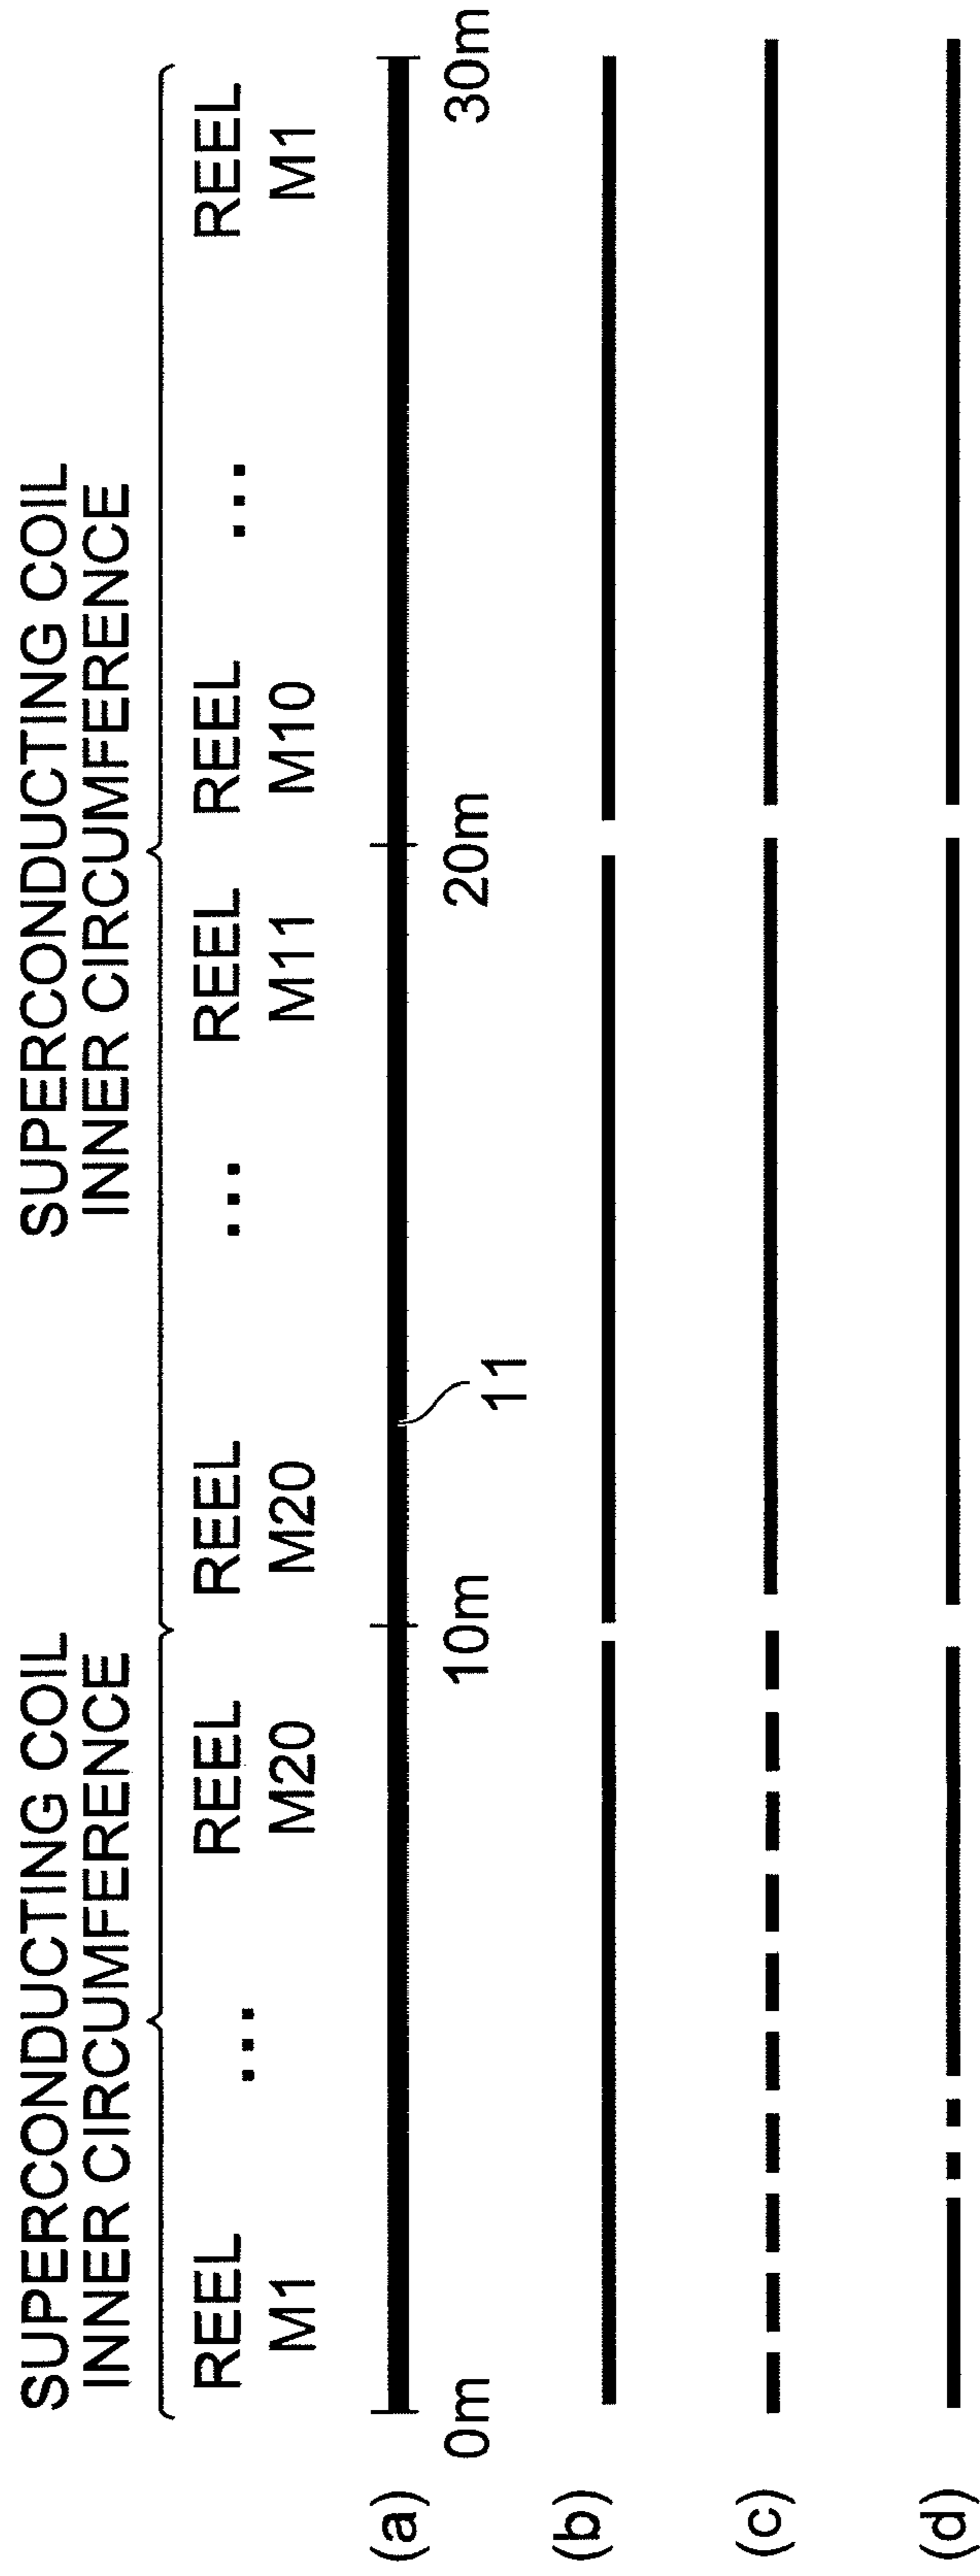 SUPERCONDUCTING COIL
INNER CIRCUMFERENCE
SUPERCONDUCTING COIL
INNER CIRCUMFERENCE
REEL
M1
...
REEL
M20
REEL
M20
...
REEL
M11
REEL
M10
...
REEL
M1
(a)
0m
10m
11
20m
30m
(b)
(c)
(d)